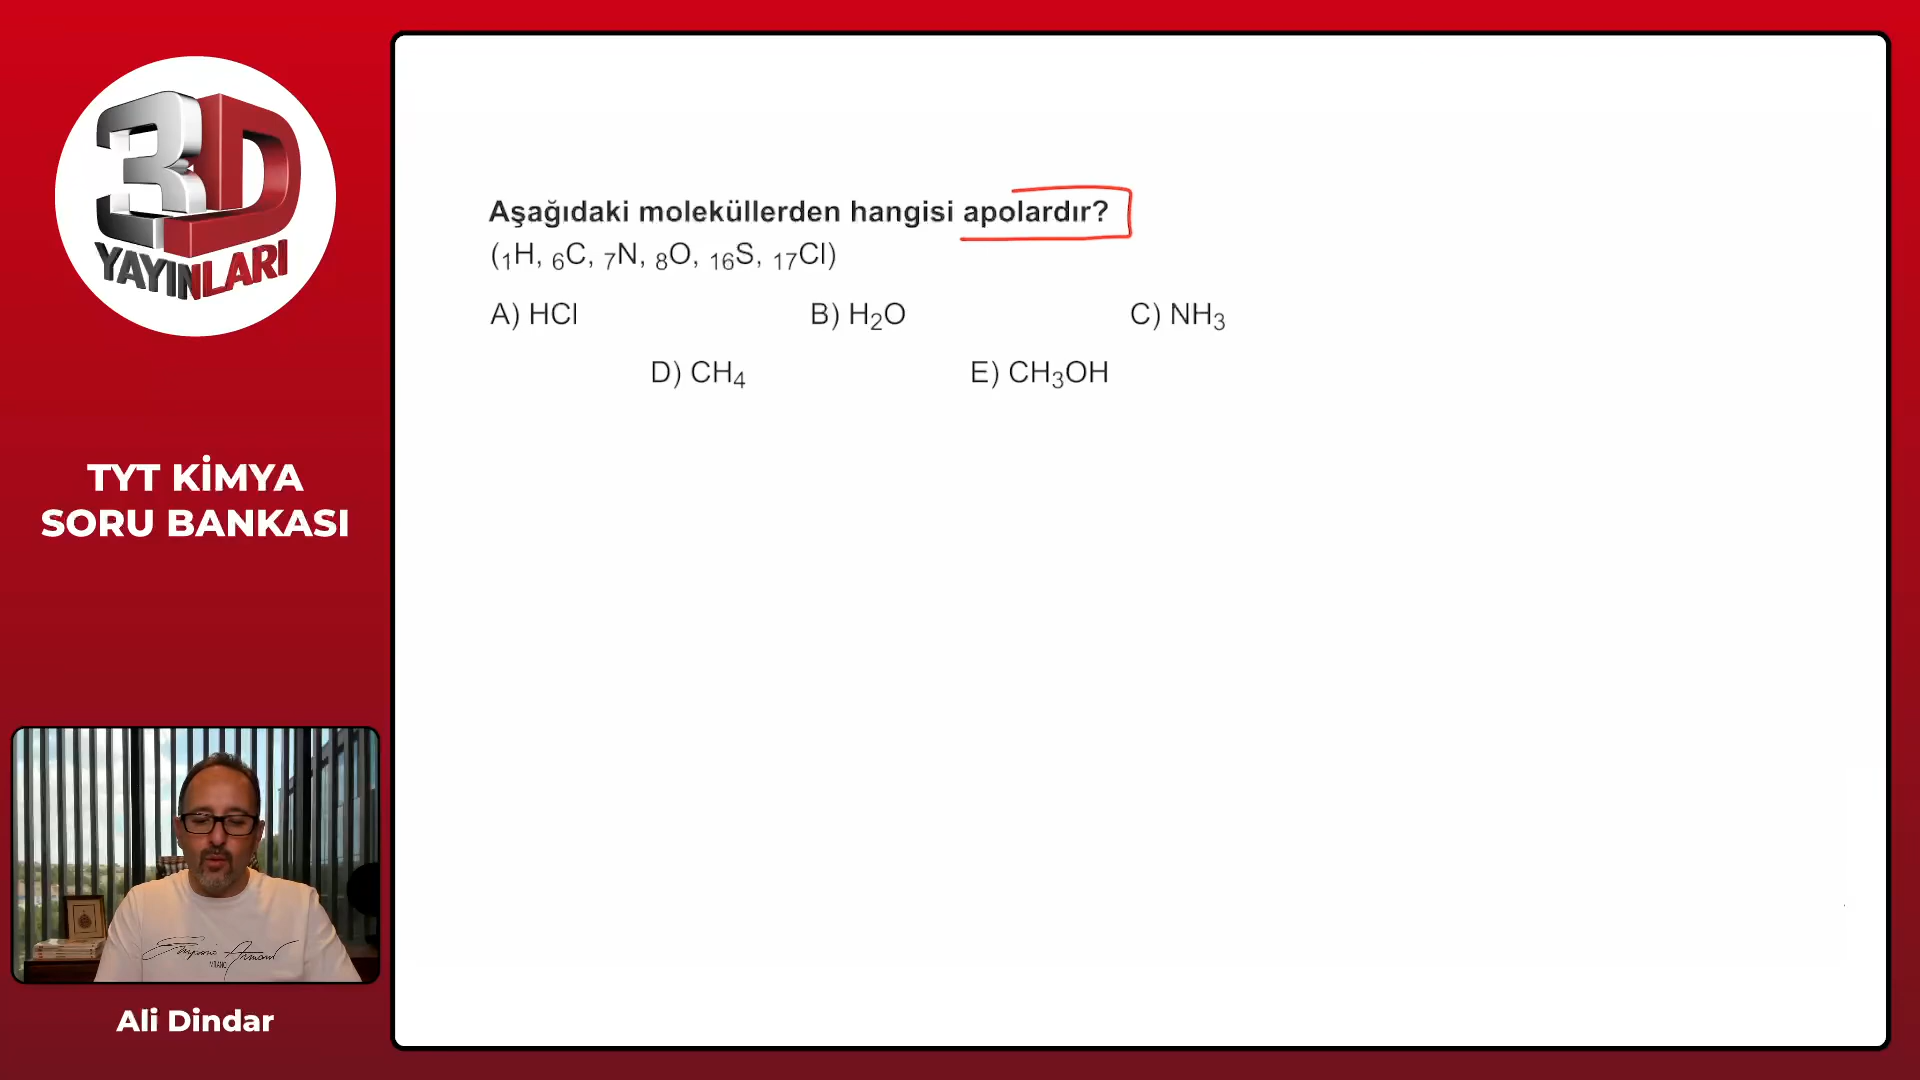 3D
YAYINLARI
TYT KİMYA
SORU BANKASI
Ali Dindar
Aşağıdaki moleküllerden hangisi apolardır?
(₁H, ₆C, ₇N, ₈O, ₁₆S, ₁₇Cl)
A) HCl B) H₂O C) NH₃
D) CH₄ E) CH₃OH